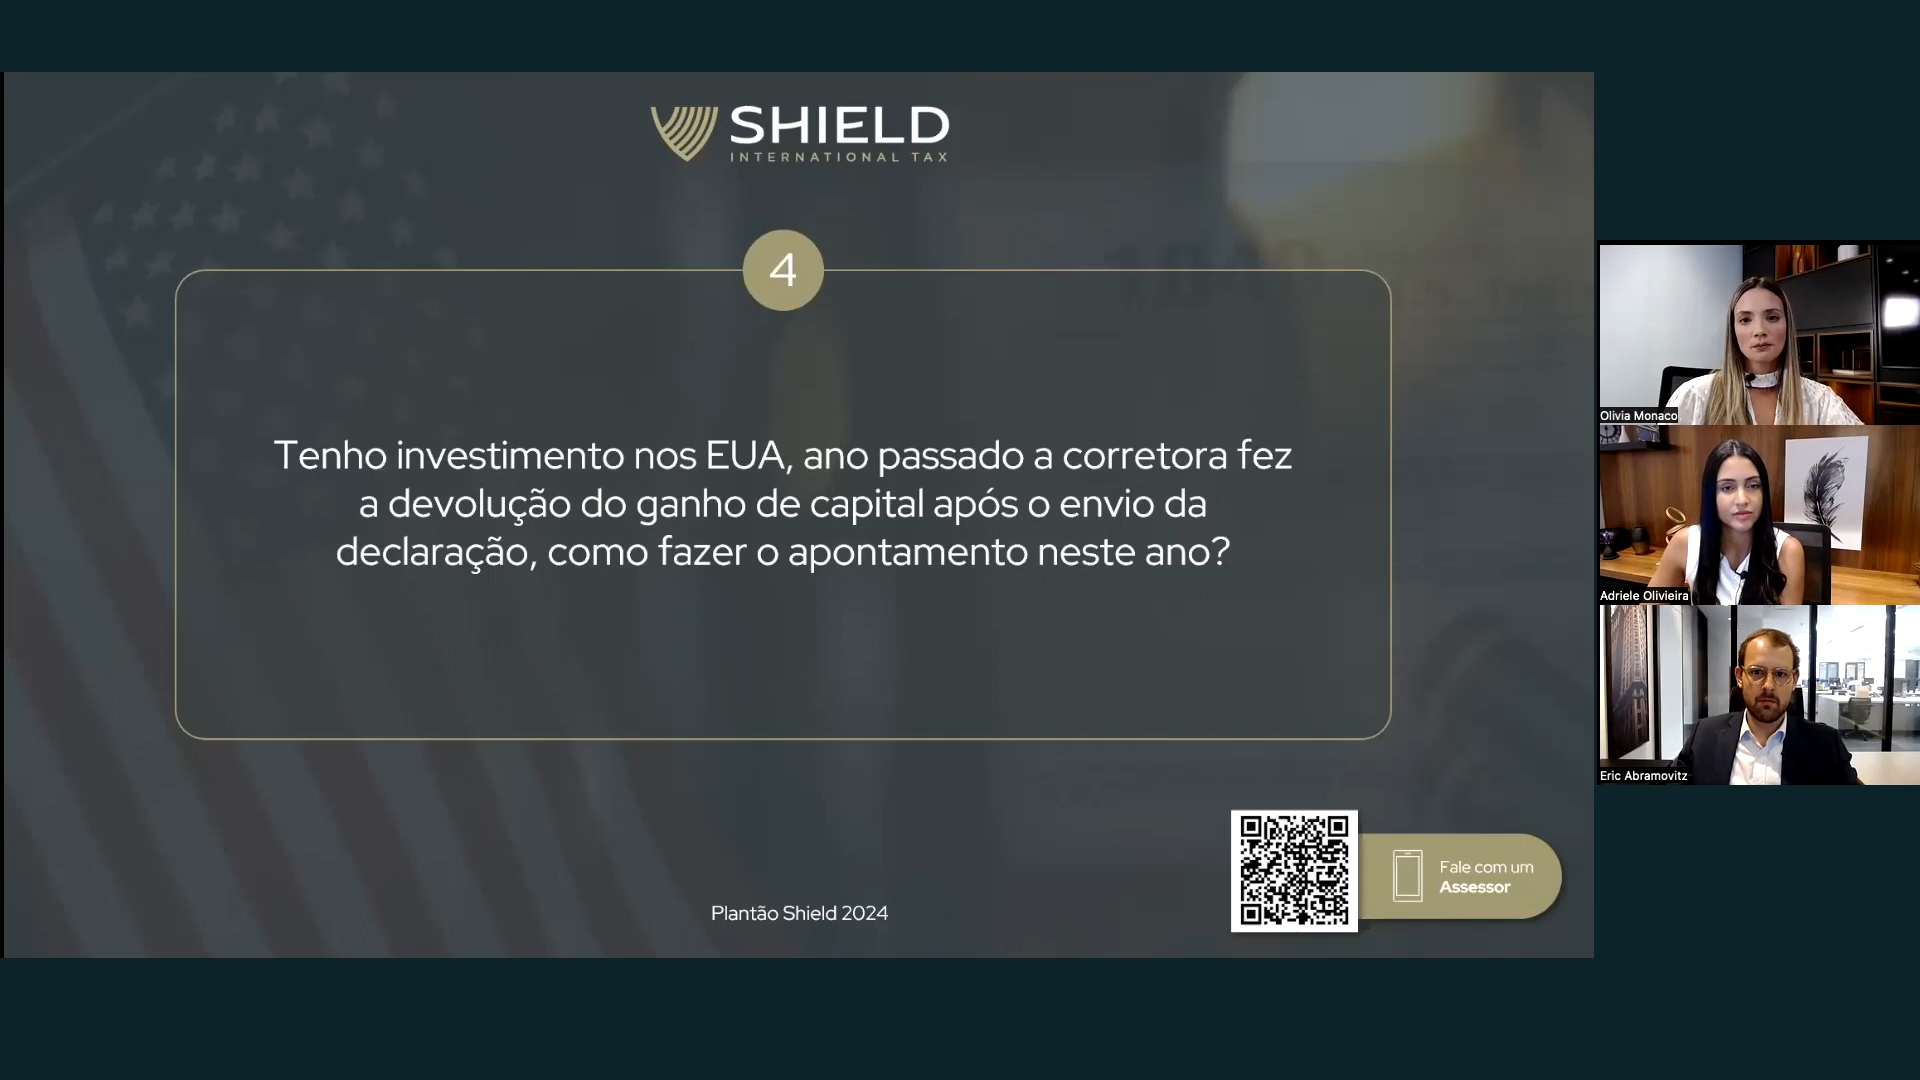 SHIELD
INTERNATIONAL TAX
4
Tenho investimento nos EUA, ano passado a corretora fez
a devolução do ganho de capital após o envio da
declaração, como fazer o apontamento neste ano?
Plantão Shield 2024
Fale com um
Assessor
Olivia Monaco
Adriele Olivieira
Eric Abramovitz